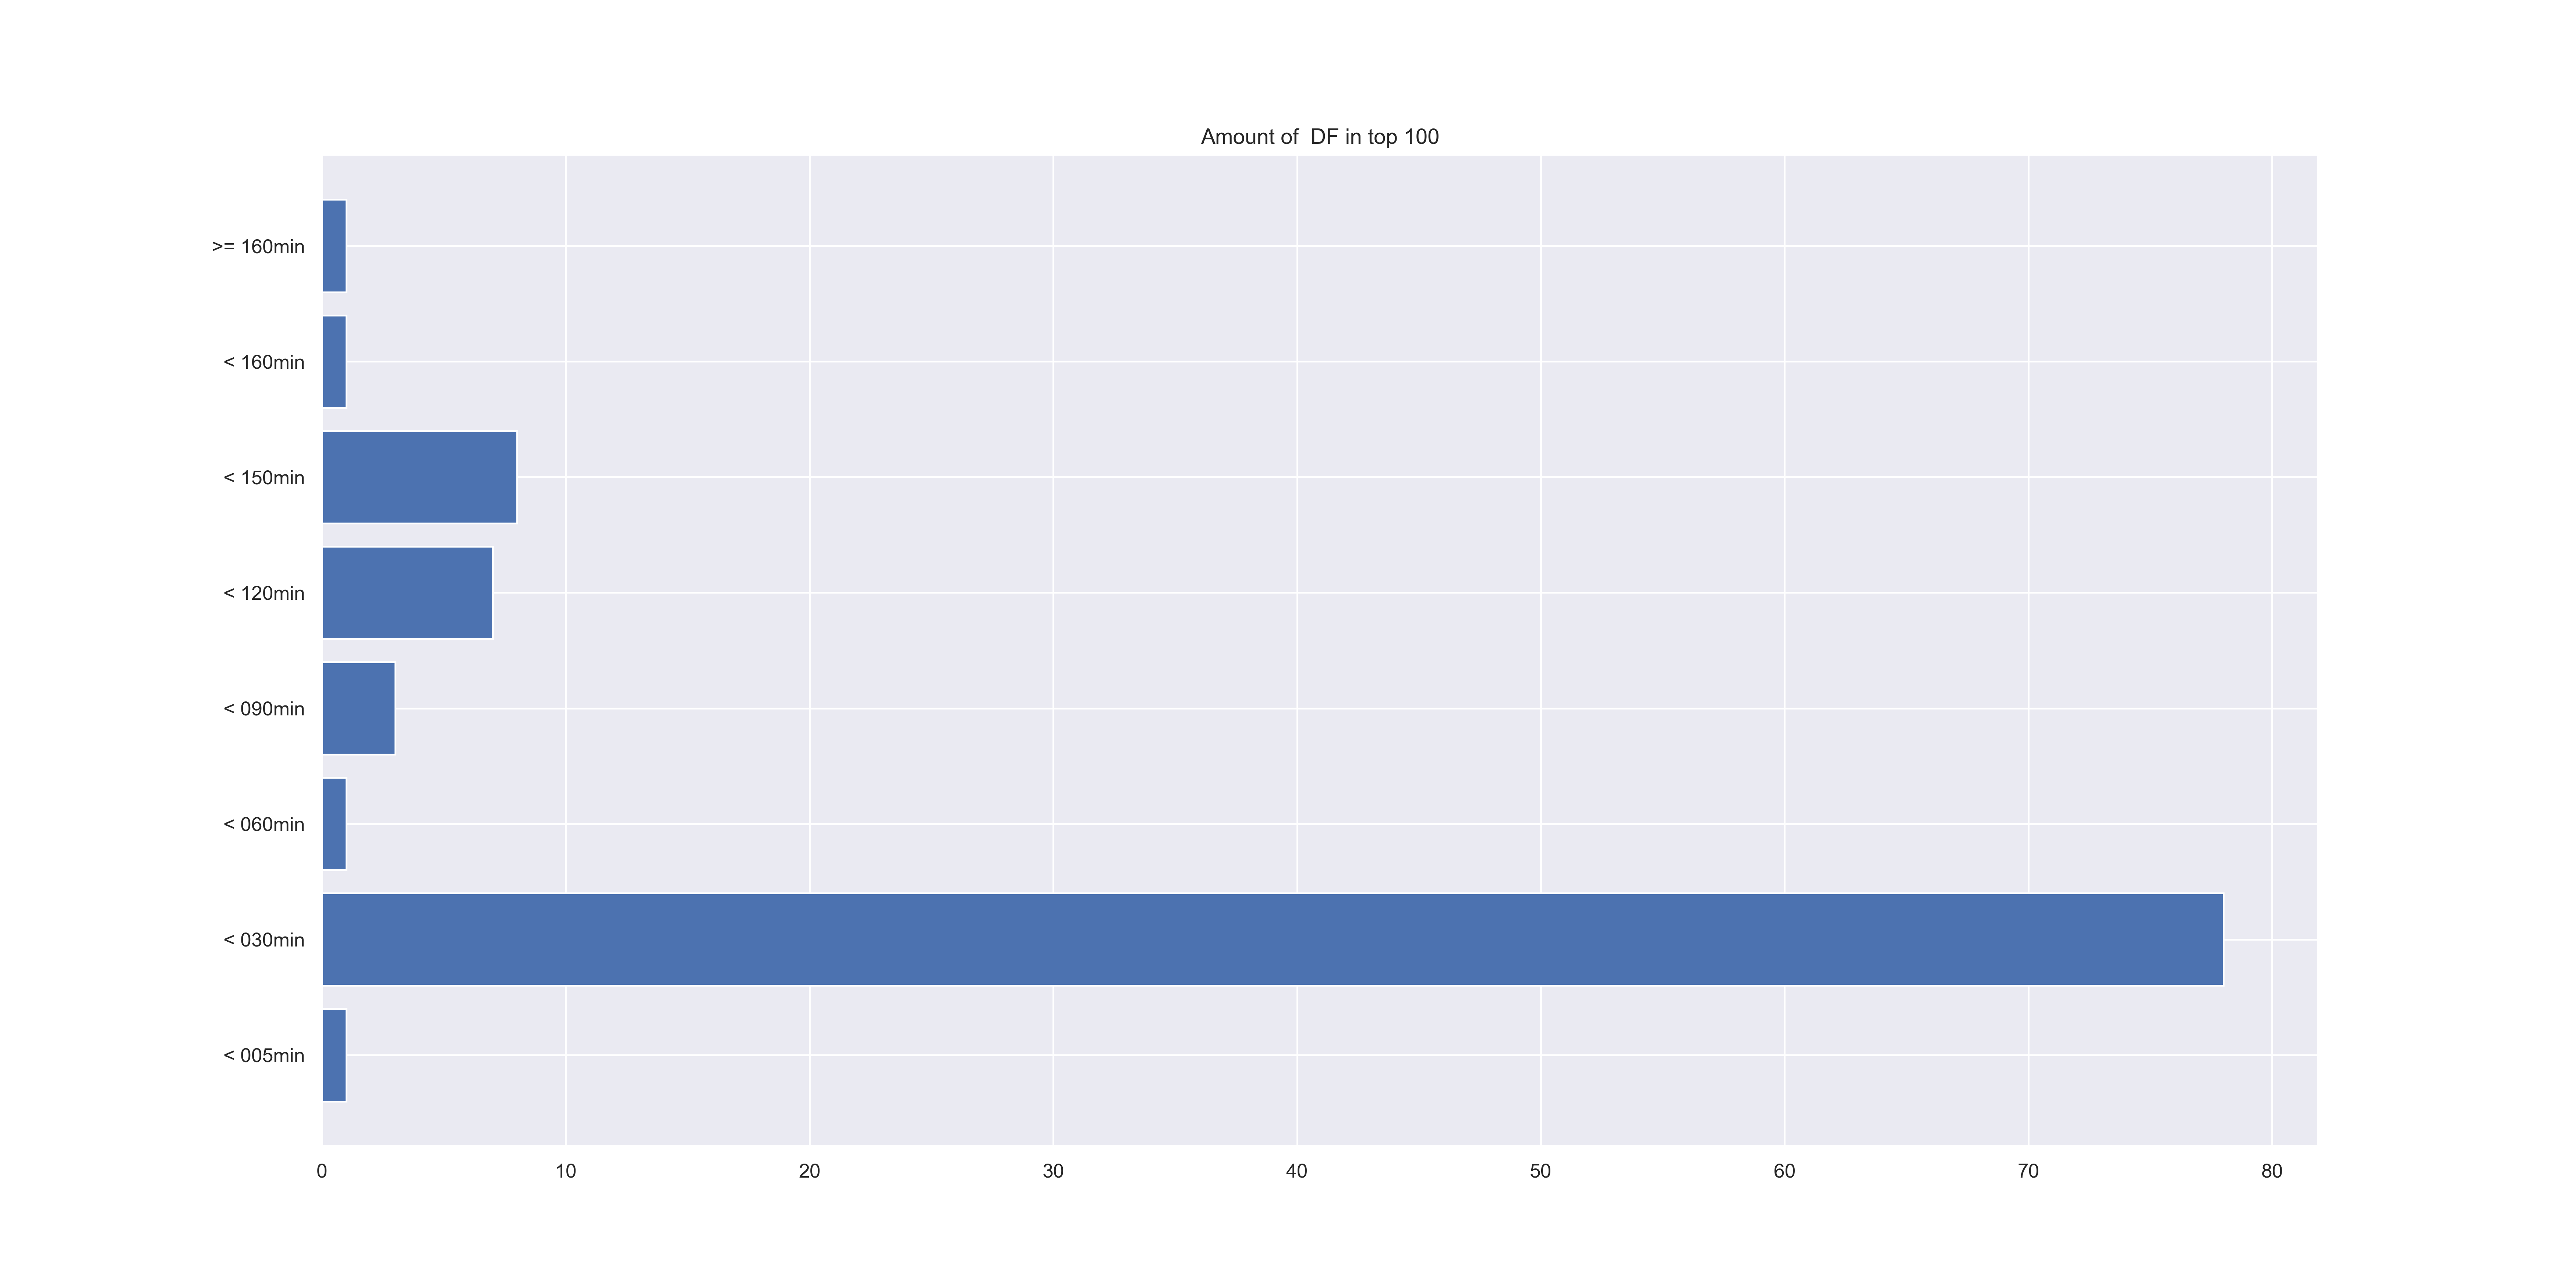 Amount of  DF in top 100
>= 160min
< 160min
< 150min
< 120min
< 090min
< 060min
< 030min
< 005min
0 10 20 30 40 50 60 70 80